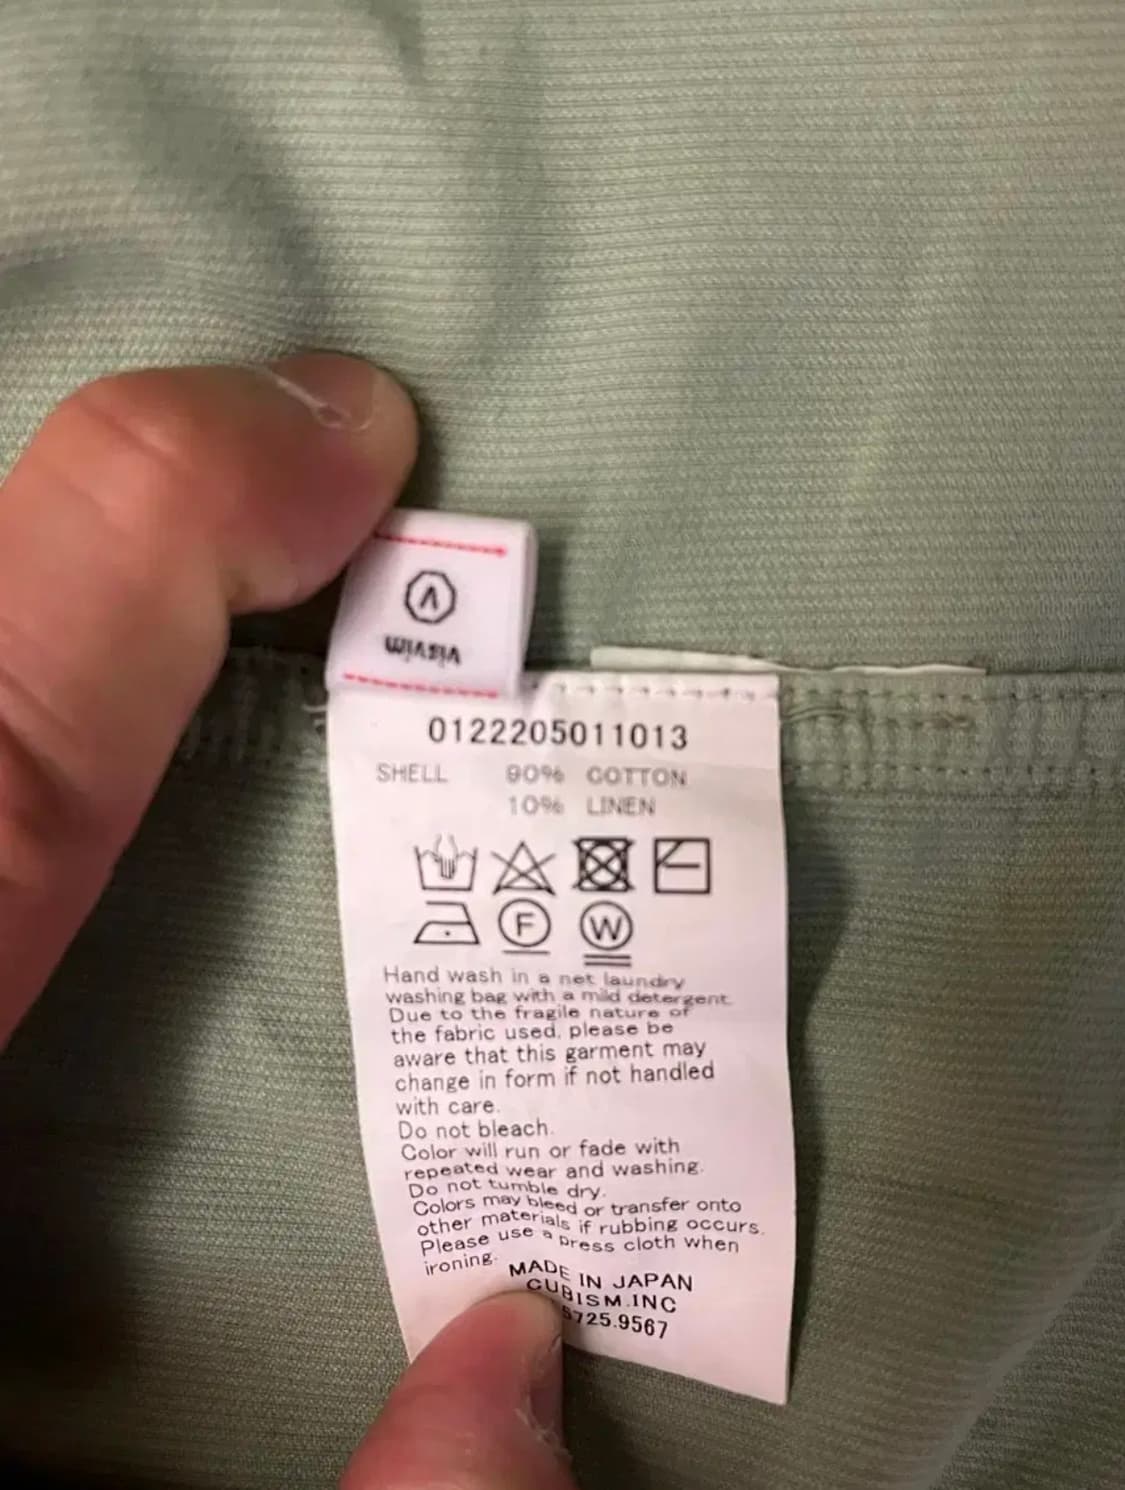 visvim
0122205011013
SHELL 90% COTTON
10% LINEN
F W
Hand wash in a net laundry
washing bag with a mild detergent.
Due to the fragile nature of
the fabric used, please be
aware that this garment may
change in form if not handled
with care.
Do not bleach.
Color will run or fade with
repeated wear and washing.
Do not tumble dry.
Colors may bleed or transfer onto
other materials if rubbing occurs.
Please use a press cloth when
ironing.
MADE IN JAPAN
CUBISM.INC
5725.9567